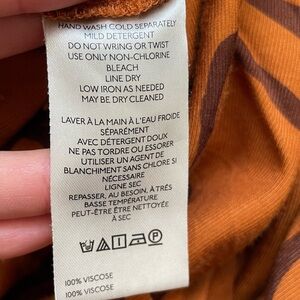 HAND WASH COLD SEPARATELY
MILD DETERGENT
DO NOT WRING OR TWIST
USE ONLY NON-CHLORINE
BLEACH
LINE DRY
LOW IRON AS NEEDED
MAY BE DRY CLEANED
LAVER À LA MAIN À L'EAU FROIDE
SÉPARÉMENT
AVEC DÉTERGENT DOUX
NE PAS TORDRE OU ESSORER
UTILISER UN AGENT DE
BLANCHIMENT SANS CHLORE SI
NÉCESSAIRE
LIGNE SEC
REPASSER, AU BESOIN, À TRÈS
BASSE TEMPÉRATURE
PEUT-ÊTRE NETTOYÉE
À SEC
P
100% VISCOSE
100% VISCOSE